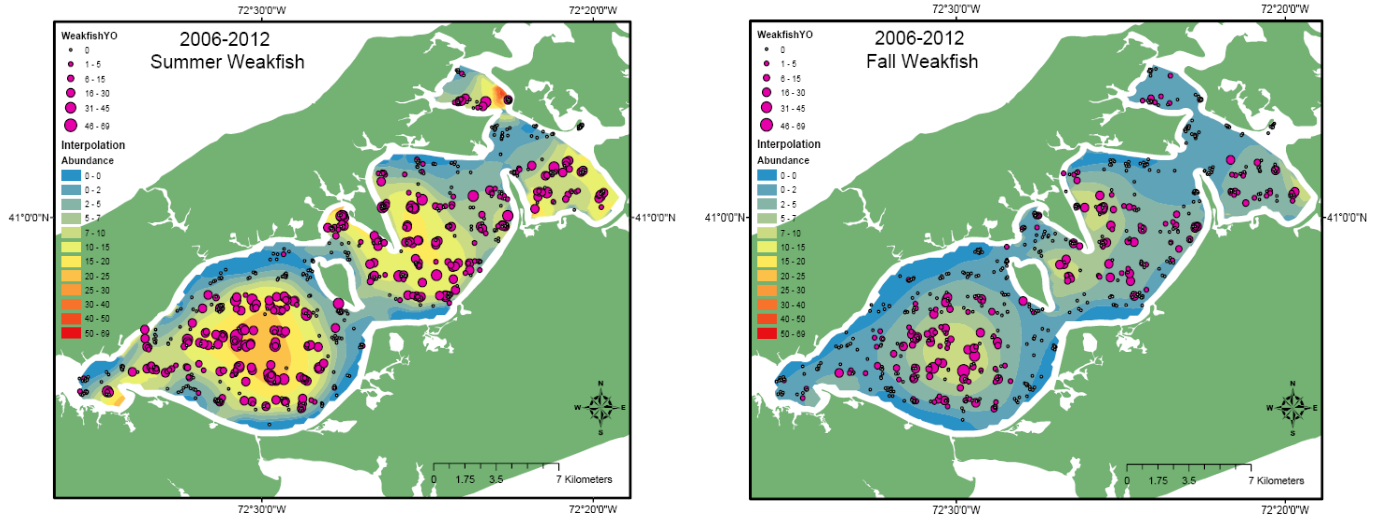 72°30'0"W
72°20'0"W
WeakfishYO
0
1 - 5
6 - 15
16 - 30
31 - 45
46 - 69
Interpolation
Abundance
0 - 0
0 - 2
2 - 5
5 - 7
7 - 10
10 - 15
15 - 20
20 - 25
25 - 30
30 - 40
40 - 50
50 - 69
2006-2012
Summer Weakfish
41°0'0"N
41°0'0"N
N
W
E
S
0 1.75 3.5 7 Kilometers
72°30'0"W
72°20'0"W
72°30'0"W
72°20'0"W
WeakfishYO
0
1 - 5
6 - 15
16 - 30
31 - 45
46 - 69
Interpolation
Abundance
0 - 0
0 - 2
2 - 5
5 - 7
7 - 10
10 - 15
15 - 20
20 - 25
25 - 30
30 - 40
40 - 50
50 - 69
2006-2012
Fall Weakfish
41°0'0"N
41°0'0"N
N
W
E
S
0 1.75 3.5 7 Kilometers
72°30'0"W
72°20'0"W